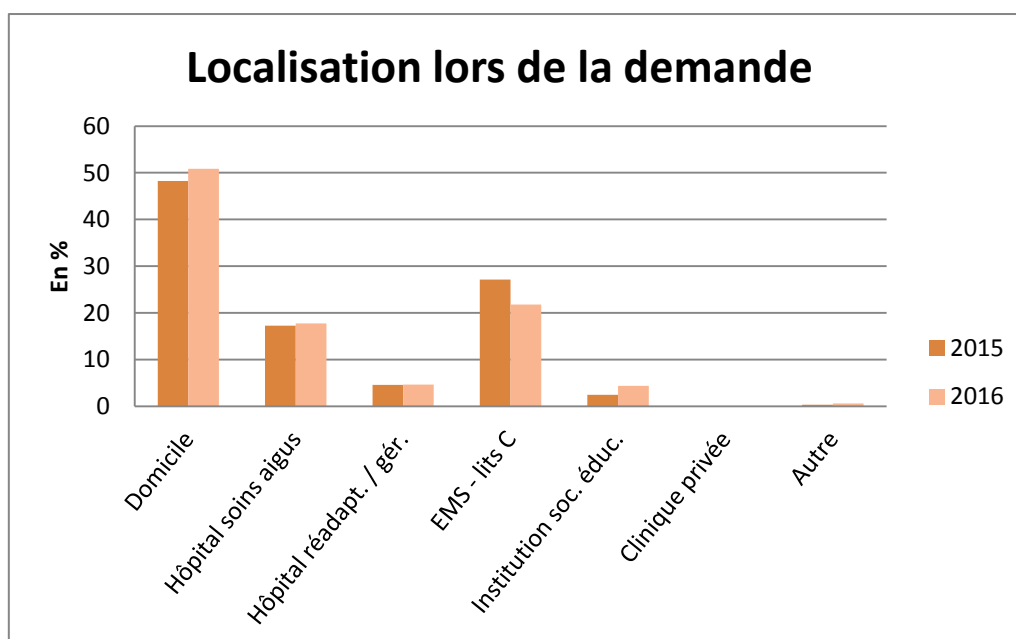 Localisation lors de la demande
En %
60
50
40
30
20
10
0
Domicile
Hôpital soins aigus
Hôpital réadapt. / gér.
EMS - lits C
Institution soc. éduc.
Clinique privée
Autre
2015
2016